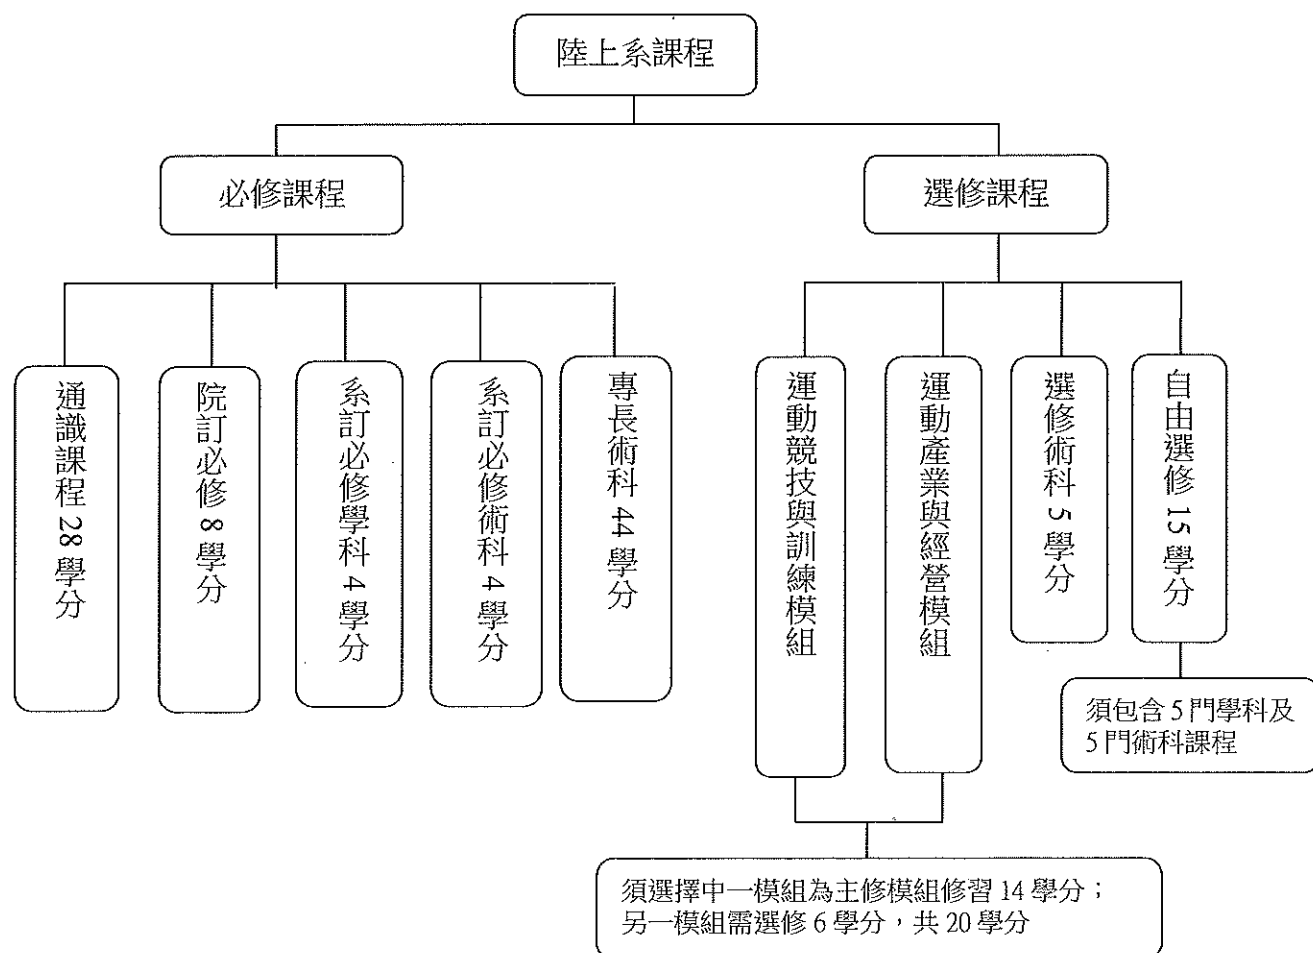 陸上系課程
必修課程
選修課程
通識課程 28 學分
院訂必修 8 學分
系訂必修學科 4 學分
系訂必修術科 4 學分
專長術科 44 學分
運動競技與訓練模組
運動產業與經營模組
選修術科 5 學分
自由選修 15 學分
須包含 5 門學科及
5 門術科課程
須選擇中一模組為主修模組修習 14 學分；
另一模組需選修 6 學分，共 20 學分